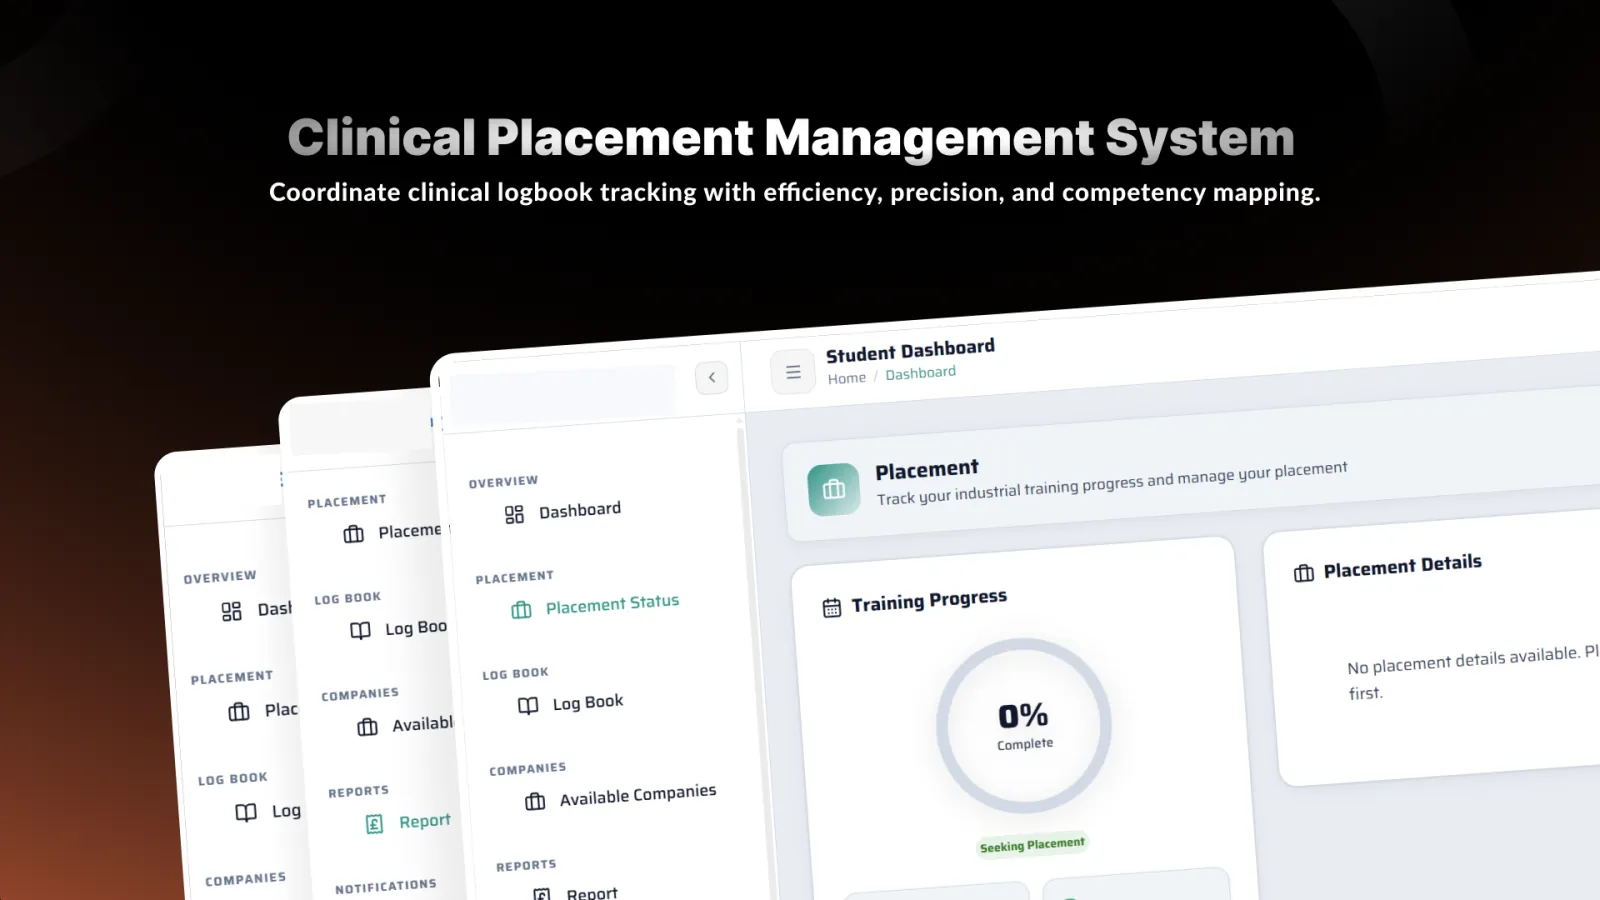 Clinical Placement Management System
Coordinate clinical logbook tracking with efficiency, precision, and competency mapping.
Student Dashboard
Home / Dashboard
Placement
Track your industrial training progress and manage your placement
Training Progress
0%
Complete
Seeking Placement
Placement Details
No placement details available.
first.
OVERVIEW
Dashboard
PLACEMENT
Placement Status
LOG BOOK
Log Book
COMPANIES
Available Companies
REPORTS
Report
PLACEMENT
LOG BOOK
Log
COMPANIES
REPORTS
Report
NOTIFICATIONS
OVERVIEW
PLACEMENT
LOG BOOK
Log
COMPANIES